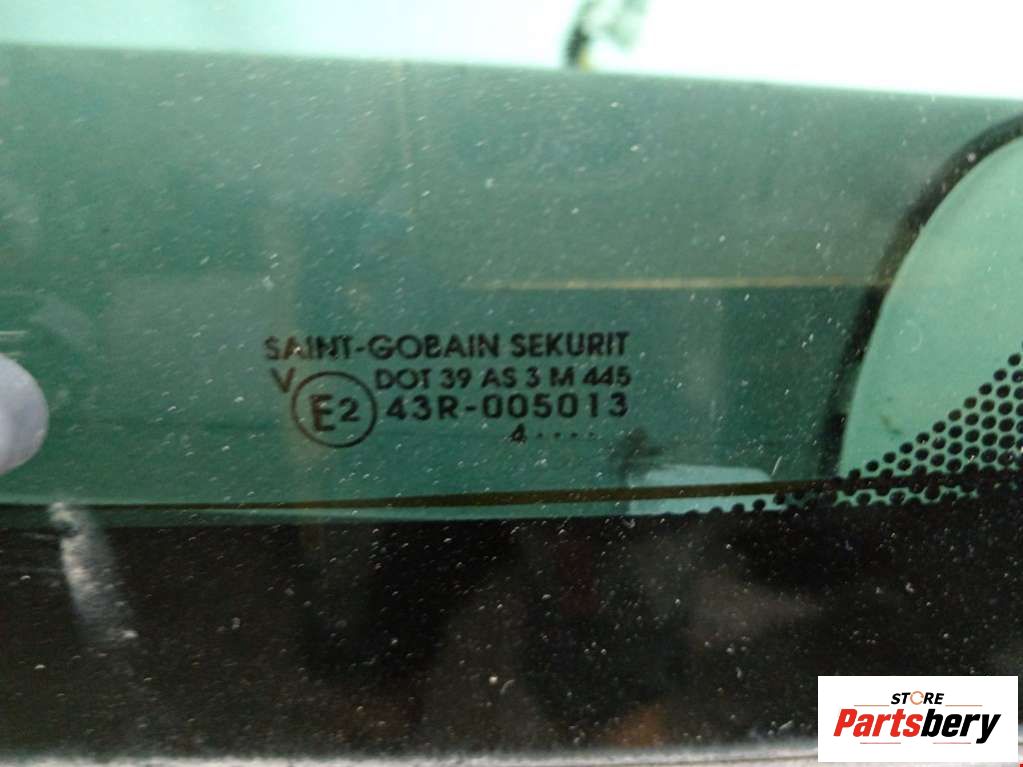 SAINT-GOBAIN SEKURIT
V DOT 39 AS 3 M 445
E2 43R-005013
4····
STORE
Partsbery